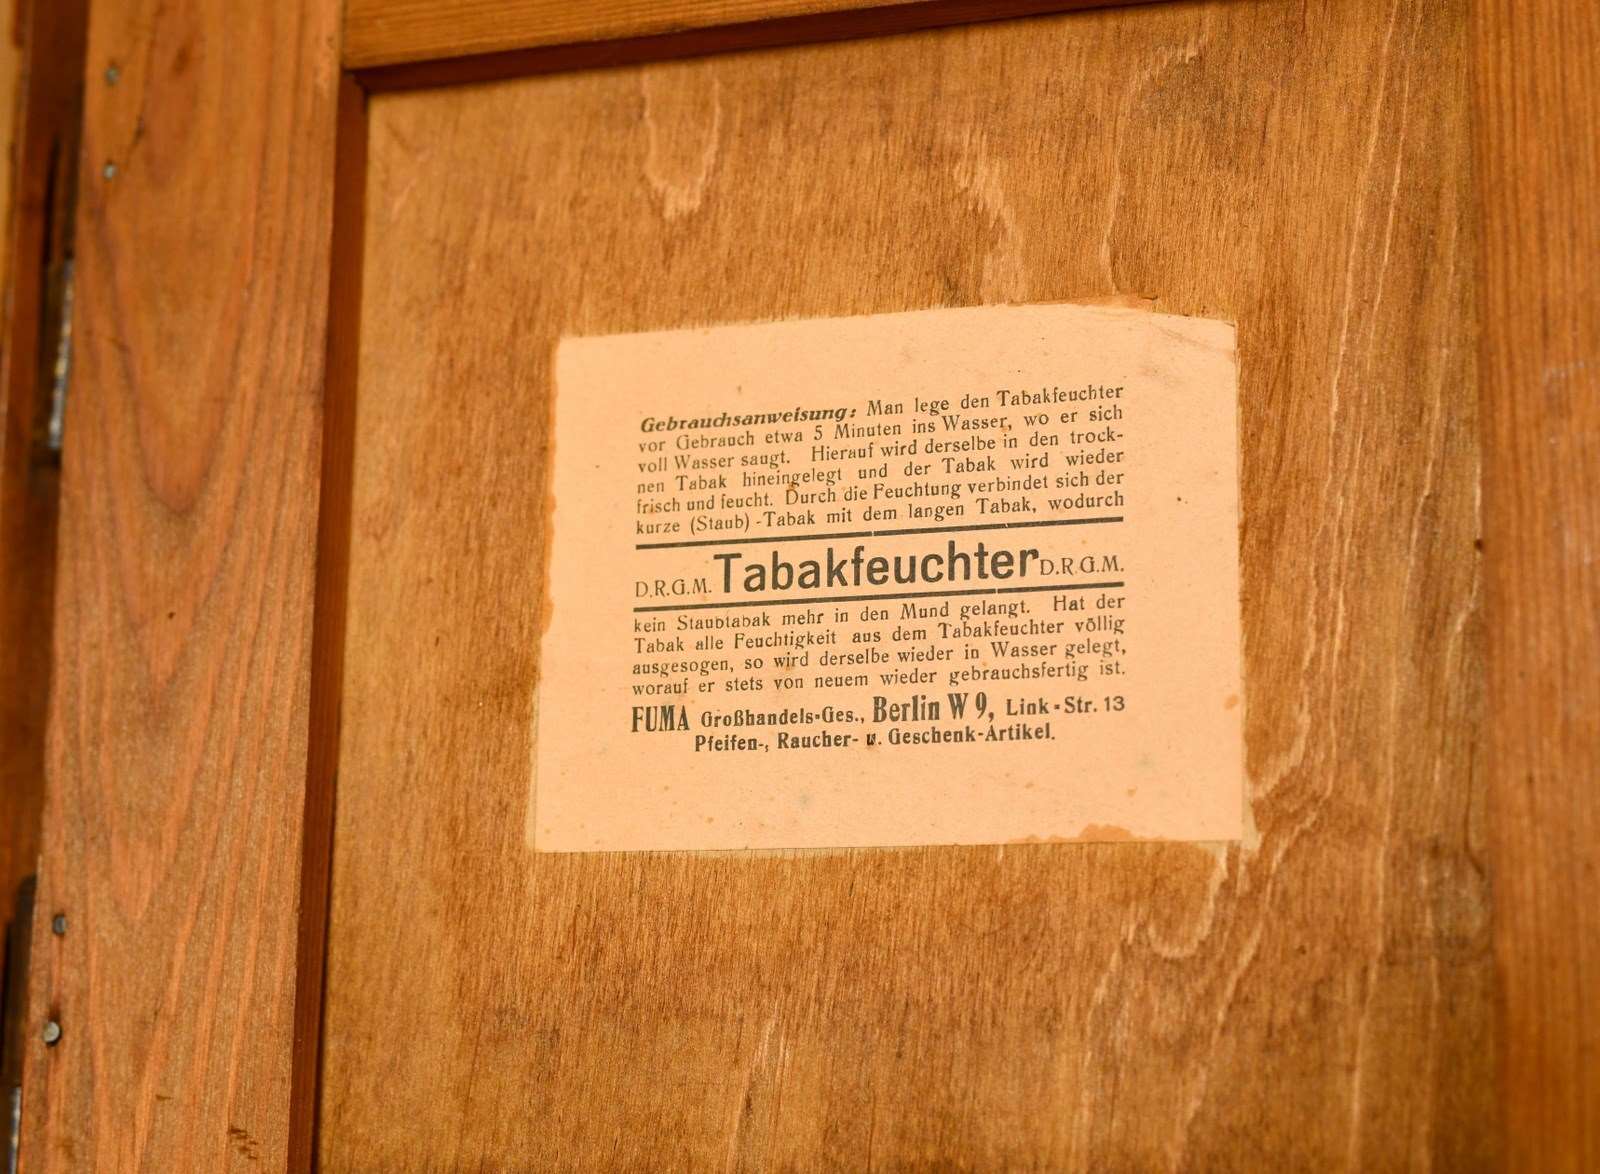 Gebrauchsanweisung: Man lege den Tabakfeuchter
vor Gebrauch etwa 5 Minuten ins Wasser, wo er sich
voll Wasser saugt. Hierauf wird derselbe in den trock-
nen Tabak hineingelegt und der Tabak wird wieder
frisch und feucht. Durch die Feuchtung verbindet sich der
kurze (Staub) -Tabak mit dem langen Tabak, wodurch
D.R.G.M. Tabakfeuchter D.R.G.M.
kein Staubtabak mehr in den Mund gelangt. Hat der
Tabak alle Feuchtigkeit aus dem Tabakfeuchter völlig
ausgesogen, so wird derselbe wieder in Wasser gelegt,
worauf er stets von neuem wieder gebrauchsfertig ist.
FUMA Großhandels-Ges., Berlin W 9, Link-Str. 13
Pfeifen-, Raucher- u. Geschenk-Artikel.